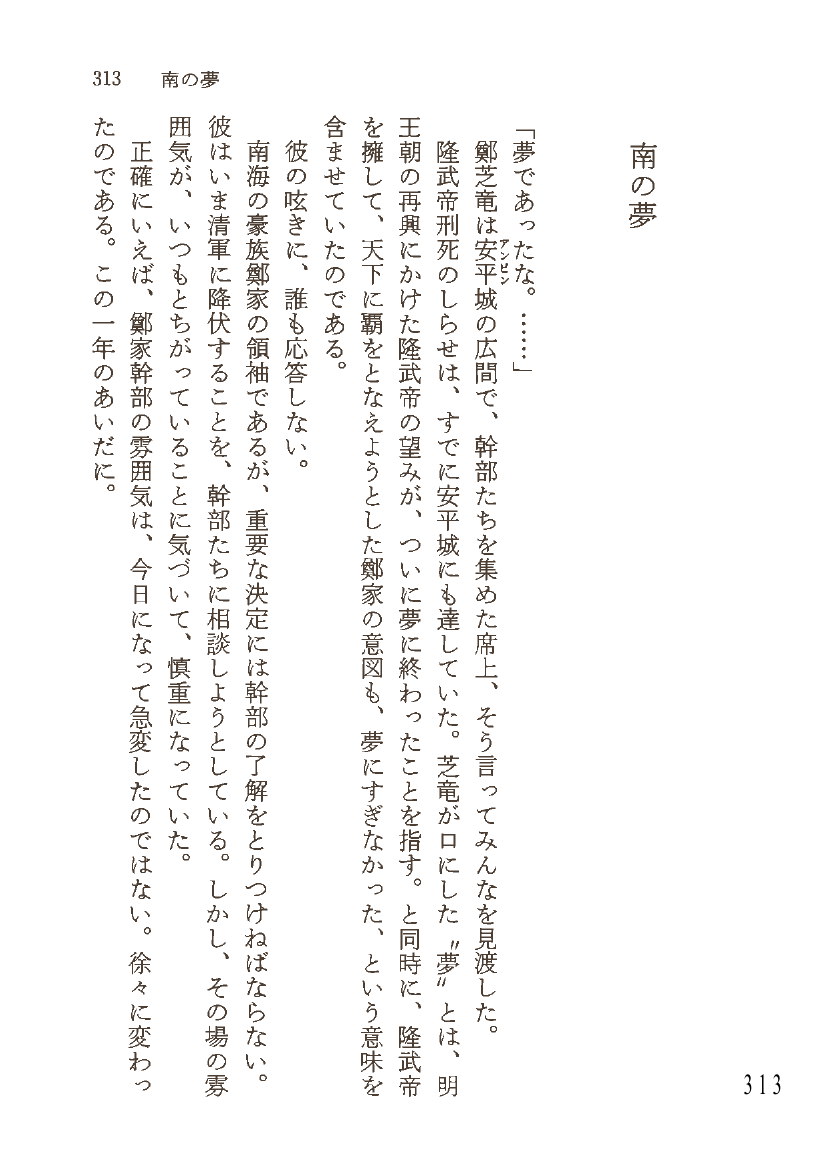 313　南の夢
南の夢
「夢であったな。……」
鄭芝竜は安平城の広間で、幹部たちを集めた席上、そう言ってみんなを見渡した。
アンピン
隆武帝刑死のしらせは、すでに安平城にも達していた。芝竜が口にした〝夢〟とは、明
王朝の再興にかけた隆武帝の望みが、ついに夢に終わったことを指す。と同時に、隆武帝
を擁して、天下に覇をとなえようとした鄭家の意図も、夢にすぎなかった、という意味を
含ませていたのである。
彼の呟きに、誰も応答しない。
南海の豪族鄭家の領袖であるが、重要な決定には幹部の了解をとりつけねばならない。
彼はいま清軍に降伏することを、幹部たちに相談しようとしている。しかし、その場の雰
囲気が、いつもとちがっていることに気づいて、慎重になっていた。
正確にいえば、鄭家幹部の雰囲気は、今日になって急変したのではない。徐々に変わっ
たのである。この一年のあいだに。
313